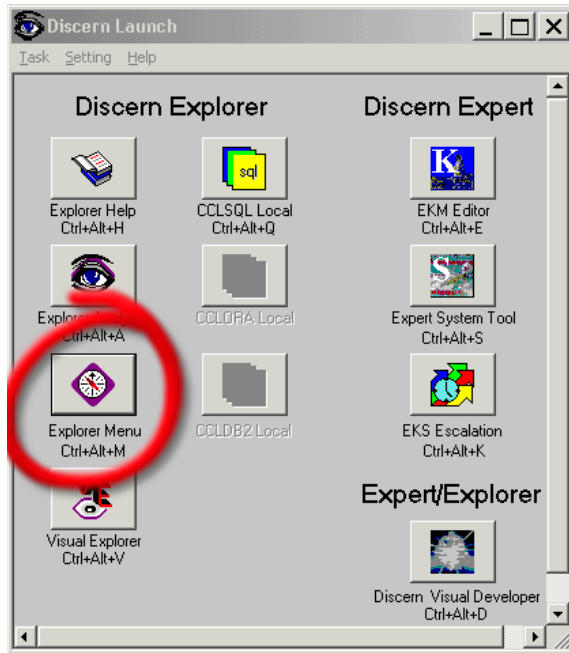 Discern Launch
Task Setting Help
Discern Explorer
Discern Expert
Explorer Help
Ctrl+Alt+H
CCLSQL Local
Ctrl+Alt+Q
sql
EKM Editor
Ctrl+Alt+E
K
Explorer
Ctrl+Alt+A
CCLORA Local
Expert System Tool
Ctrl+Alt+S
Explorer Menu
Ctrl+Alt+M
CCLDB2 Local
EKS Escalation
Ctrl+Alt+K
Visual Explorer
Ctrl+Alt+V
Expert/Explorer
Discern Visual Developer
Ctrl+Alt+D